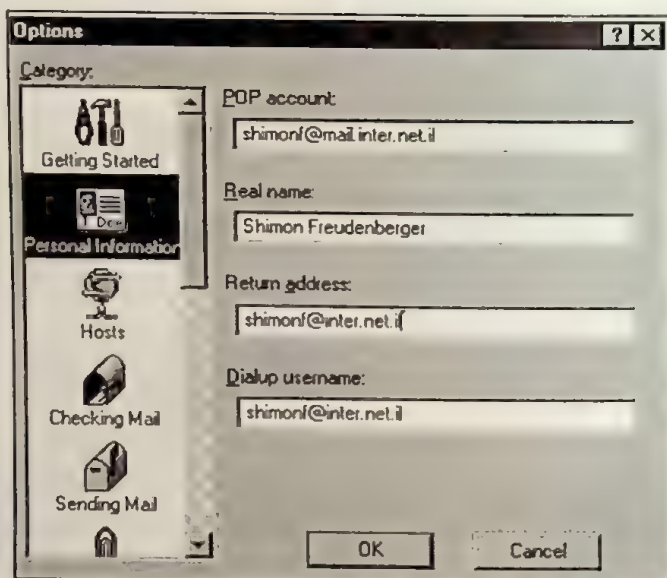 Options
? X
Category:
Getting Started
Personal Information
Hosts
Checking Mail
Sending Mail
POP account:
shimonf@mail.inter.net.il
Real name:
Shimon Freudenberger
Return address:
shimonf@inter.net.il
Dialup username:
shimonf@inter.net.il
OK
Cancel